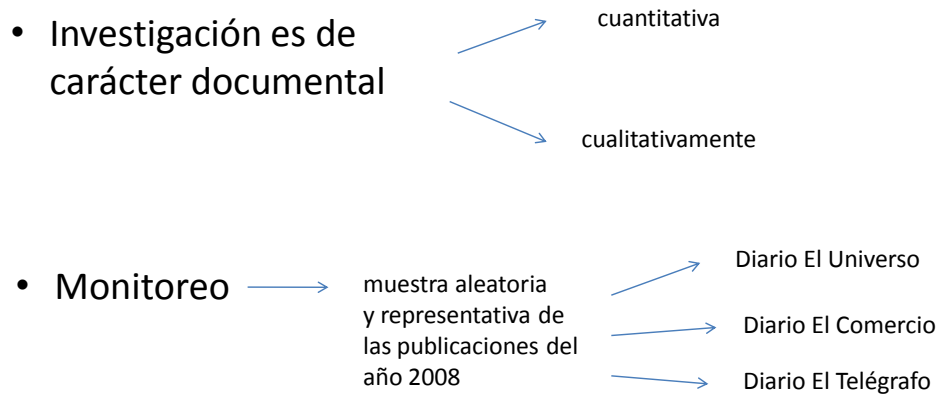 • Investigación es de
carácter documental
cuantitativa
cualitativamente
• Monitoreo
muestra aleatoria
y representativa de
las publicaciones del
año 2008
Diario El Universo
Diario El Comercio
Diario El Telégrafo